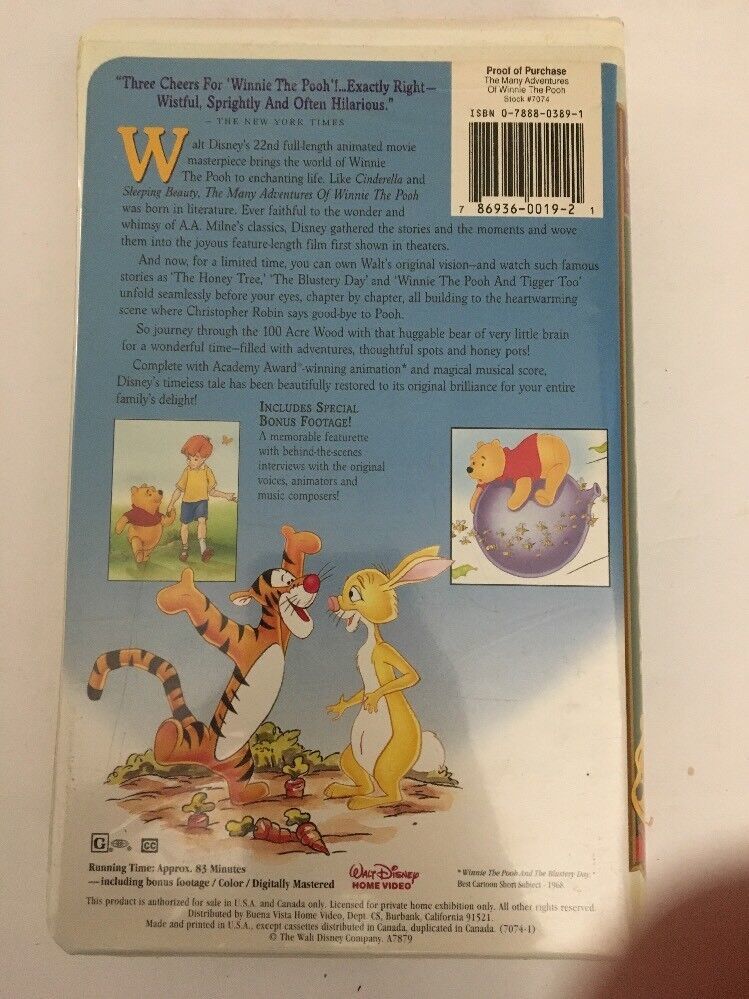 "Three Cheers For 'Winnie The Pooh'!...Exactly Right—
Wistful, Sprightly And Often Hilarious."
– THE NEW YORK TIMES
Proof of Purchase
The Many Adventures
Of Winnie The Pooh
Stock #7074
ISBN 0-7888-0389-1
7 86936-0019-2 1
Walt Disney's 22nd full-length animated movie
masterpiece brings the world of Winnie
The Pooh to enchanting life. Like Cinderella and
Sleeping Beauty, The Many Adventures Of Winnie The Pooh
was born in literature. Ever faithful to the wonder and
whimsy of A.A. Milne's classics, Disney gathered the stories and the moments and wove
them into the joyous feature-length film first shown in theaters.
And now, for a limited time, you can own Walt's original vision—and watch such famous
stories as 'The Honey Tree,' 'The Blustery Day' and 'Winnie The Pooh And Tigger Too'
unfold seamlessly before your eyes, chapter by chapter, all building to the heartwarming
scene where Christopher Robin says good-bye to Pooh.
So journey through the 100 Acre Wood with that huggable bear of very little brain
for a wonderful time—filled with adventures, thoughtful spots and honey pots!
Complete with Academy Award®-winning animation* and magical musical score,
Disney's timeless tale has been beautifully restored to its original brilliance for your entire
family's delight!
INCLUDES SPECIAL
BONUS FOOTAGE!
A memorable featurette
with behind-the-scenes
interviews with the original
voices, animators and
music composers!
G
CC
Running Time: Approx. 83 Minutes
—including bonus footage / Color / Digitally Mastered
WALT DISNEY
HOME VIDEO
*Winnie The Pooh And The Blustery Day,
Best Cartoon Short Subject - 1968
This product is authorized for sale in U.S.A. and Canada only. Licensed for private home exhibition only. All other rights reserved.
Distributed by Buena Vista Home Video, Dept. CS, Burbank, California 91521.
Made and printed in U.S.A., except cassettes distributed in Canada, duplicated in Canada. (7074-1)
© The Walt Disney Company. A7879